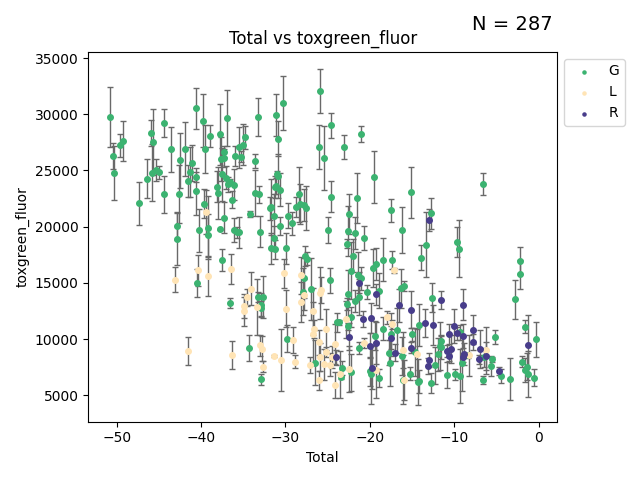 N = 287
Total vs toxgreen_fluor
35000
30000
25000
20000
15000
10000
5000
toxgreen_fluor
−50 −40 −30 −20 −10 0
Total
G
L
R